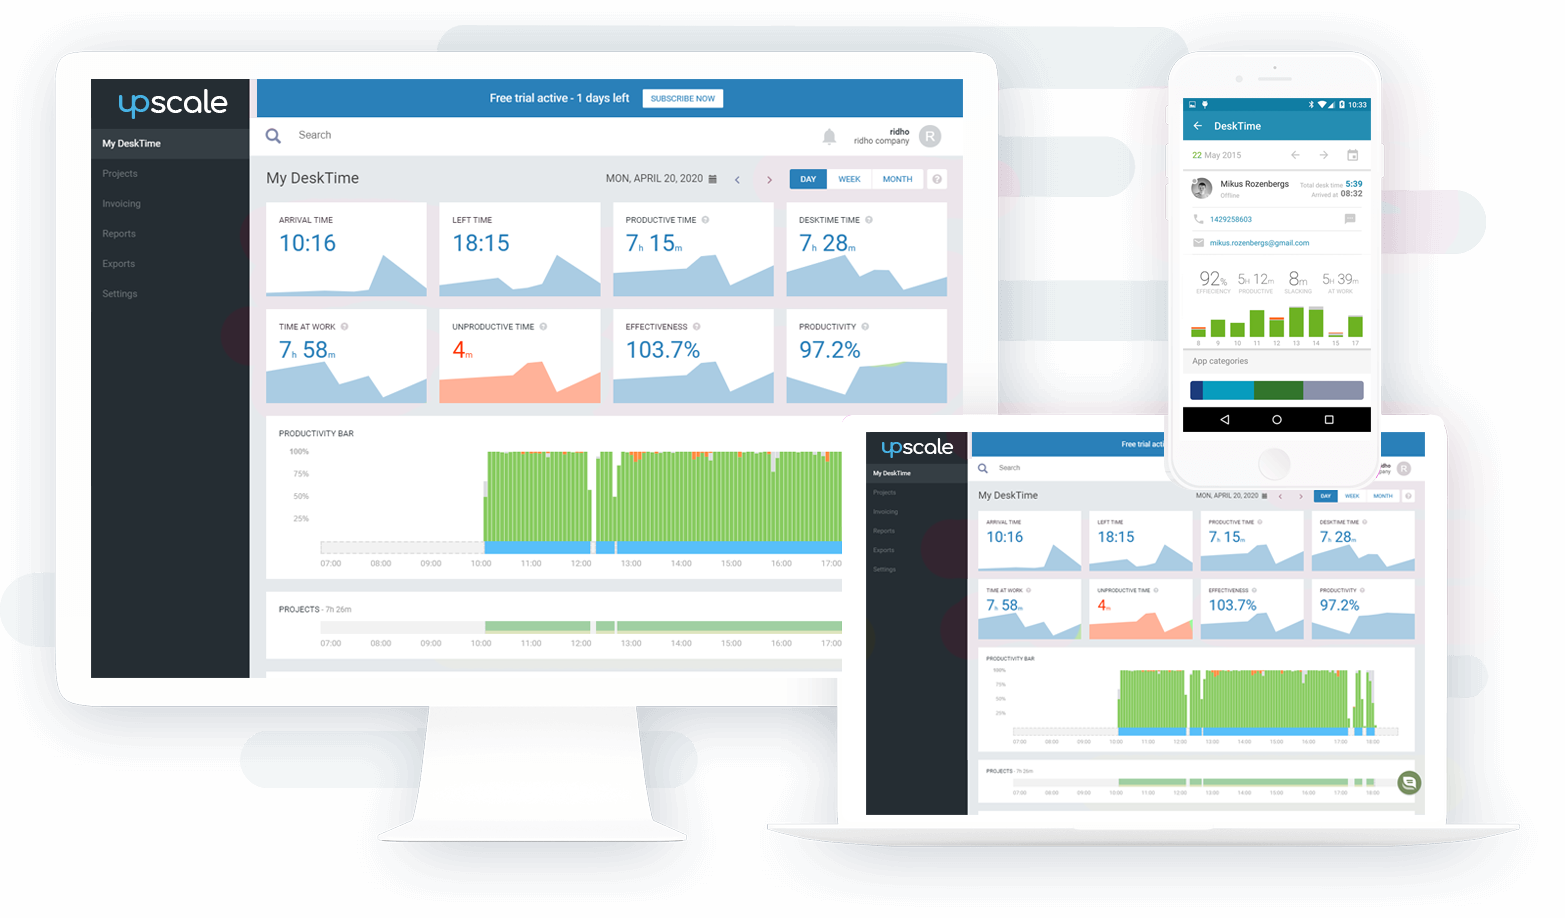 upscale
Free trial active - 1 days left SUBSCRIBE NOW
My DeskTime
Projects
Invoicing
Reports
Exports
Settings
Search
ridho
ridho company
R
My DeskTime
MON, APRIL 20, 2020
DAY WEEK MONTH ?
ARRIVAL TIME
10:16
LEFT TIME
18:15
PRODUCTIVE TIME ?
7h 15m
DESKTIME TIME ?
7h 28m
TIME AT WORK ?
7h 58m
UNPRODUCTIVE TIME ?
4m
EFFECTIVENESS ?
103.7%
PRODUCTIVITY ?
97.2%
PRODUCTIVITY BAR
100%
75%
50%
25%
07:00 08:00 09:00 10:00 11:00 12:00 13:00 14:00 15:00 16:00 17:00
PROJECTS - 7h 26m
07:00 08:00 09:00 10:00 11:00 12:00 13:00 14:00 15:00 16:00 17:00
10:33
DeskTime
22 May 2015
Mikus Rozenbergs
Offline
Total desk time 5:39
Arrived at 08:32
1429258603
mikus.rozenbergs@gmail.com
92% 5H 12m 8m 5H 39m
EFFIECIENCY PRODUCTIVE SLACKING AT WORK
8 9 10 11 12 13 14 15 17
App categories
upscale
Free trial acti
My DeskTime
Projects
Invoicing
Reports
Exports
Settings
Search
dho
pany
R
My DeskTime
MON, APRIL 20, 2020
DAY WEEK MONTH ?
ARRIVAL TIME
10:16
LEFT TIME
18:15
PRODUCTIVE TIME
7h 15m
DESKTIME TIME
7h 28m
TIME AT WORK
7h 58m
UNPRODUCTIVE TIME
4m
EFFECTIVENESS
103.7%
PRODUCTIVITY
97.2%
PRODUCTIVITY BAR
100%
75%
50%
25%
07:00 08:00 09:00 10:00 11:00 12:00 13:00 14:00 15:00 16:00 17:00 18:00
PROJECTS - 7h 26m
07:00 08:00 09:00 10:00 11:00 12:00 13:00 14:00 15:00 16:00 17:00 18:00